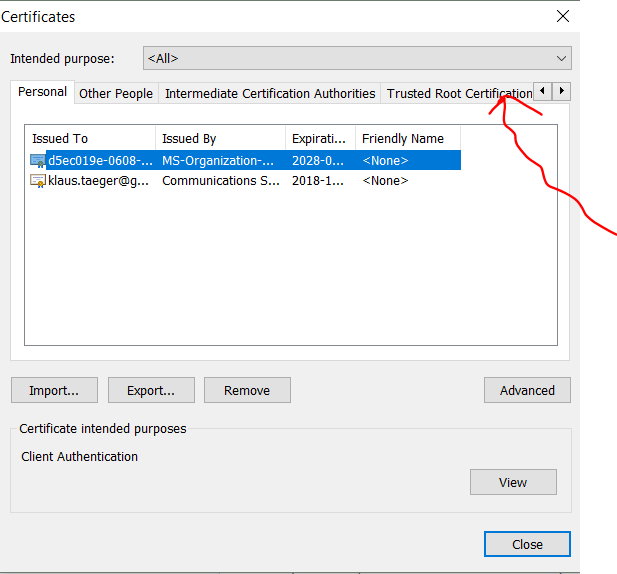 Certificates
Intended purpose: <All>
Personal Other People Intermediate Certification Authorities Trusted Root Certification
Issued To Issued By Expirati... Friendly Name
d5ec019e-0608-... MS-Organization-... 2028-0... <None>
klaus.taeger@g... Communications S... 2018-1... <None>
Import... Export... Remove Advanced
Certificate intended purposes
Client Authentication
View
Close